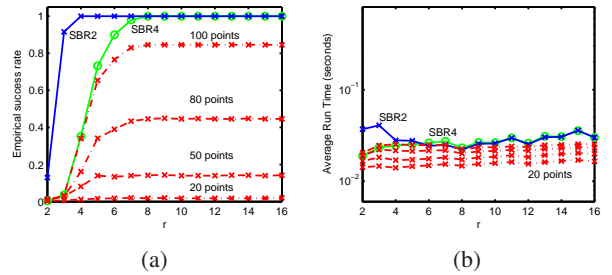 Empirical success rate
1
0.8
0.6
0.4
0.2
0
2 4 6 8 10 12 14 16
r
SBR2
SBR4
100 points
80 points
50 points
20 points
(a)
Average Run Time (seconds)
10⁻¹
10⁻²
2 4 6 8 10 12 14 16
r
SBR2
SBR4
20 points
(b)